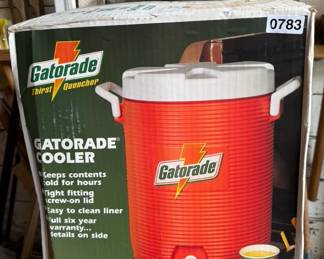 0783
Gatorade
Thirst Quencher
GATORADE®
COOLER
Keeps contents
cold for hours
Tight fitting
screw-on lid
Easy to clean liner
Full six year
warranty...
details on side
Gatorade